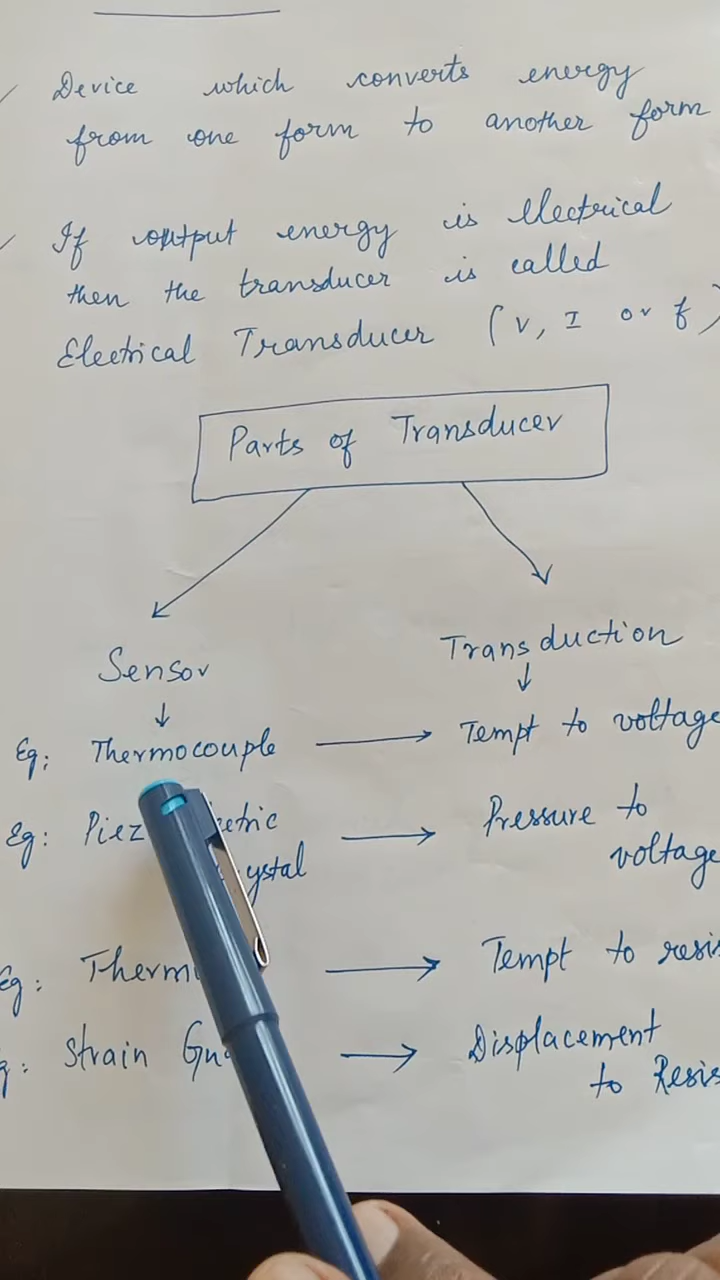 Device which converts energy
from one form to another form
If output energy is electrical
then the transducer is called
Electrical Transducer (V, I or f)
Parts of Transducer
Sensor
Transduction
Eg: Thermocouple → Tempt to voltage
Eg: → Pressure to
voltage
Eg: → Tempt to
Strain → Displacement
to